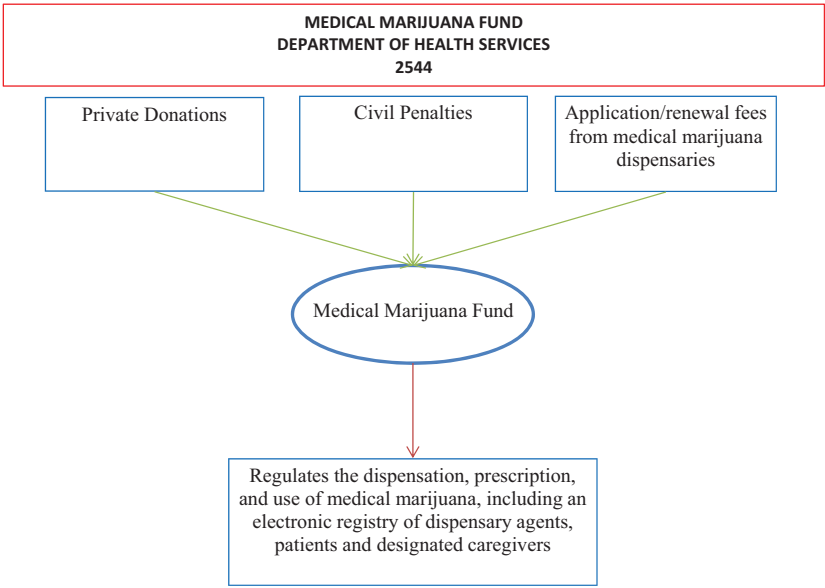 MEDICAL MARIJUANA FUND
DEPARTMENT OF HEALTH SERVICES
2544
Private Donations
Civil Penalties
Application/renewal fees
from medical marijuana
dispensaries
Medical Marijuana Fund
Regulates the dispensation, prescription,
and use of medical marijuana, including an
electronic registry of dispensary agents,
patients and designated caregivers